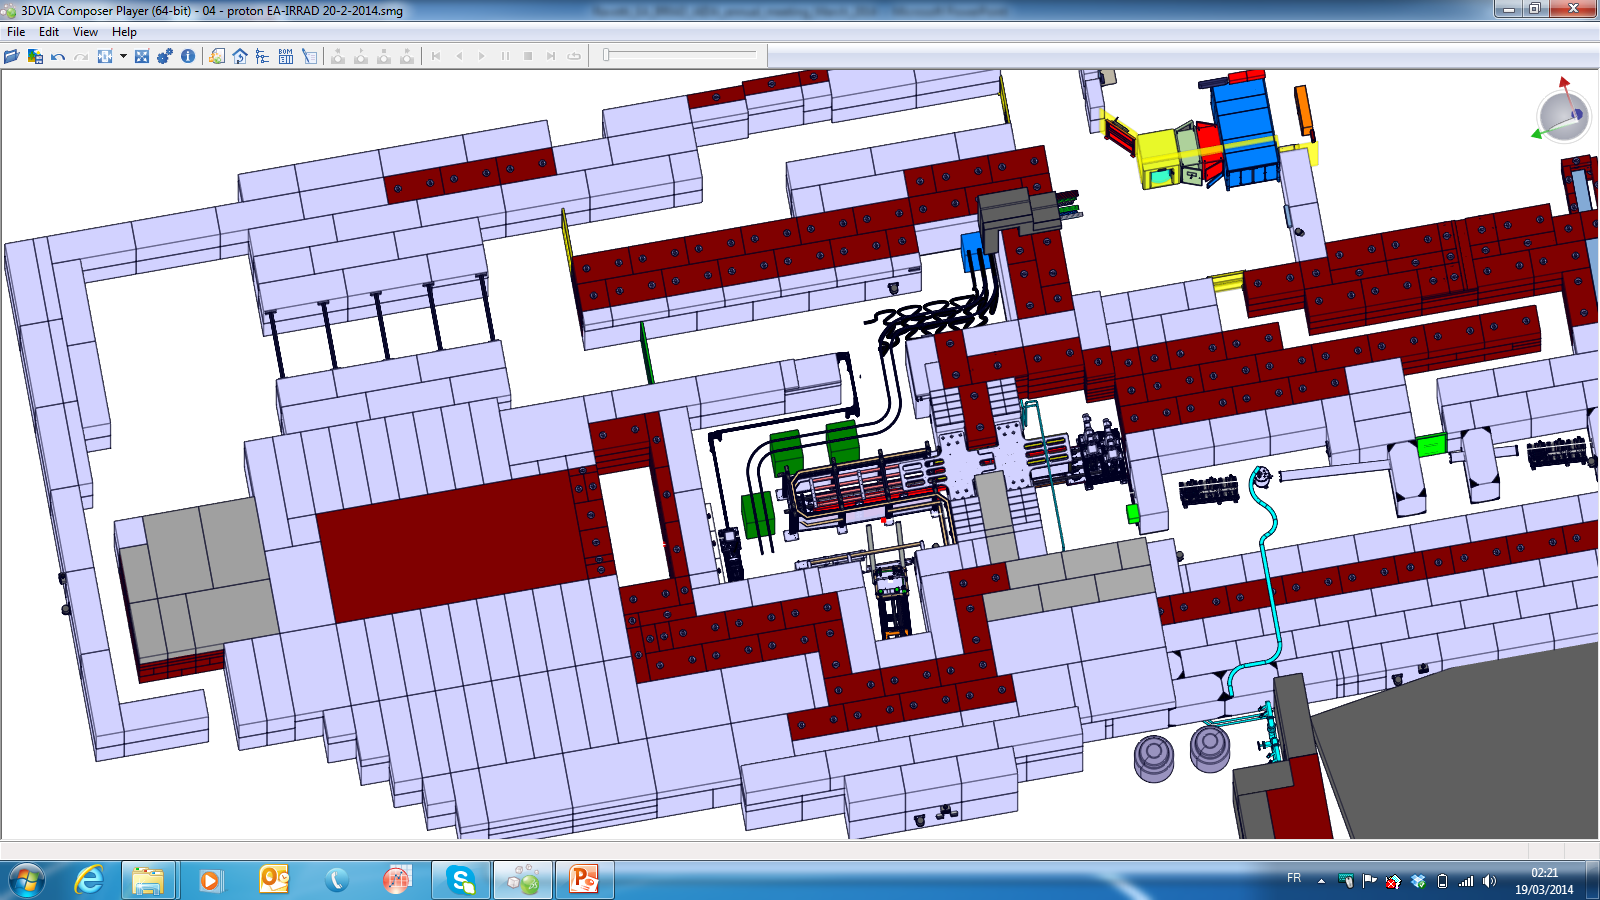 3DVIA Composer Player (64-bit) - 04 - proton EA-IRRAD 20-2-2014.smg
File Edit View Help
BOM
FR
02:21
19/03/2014